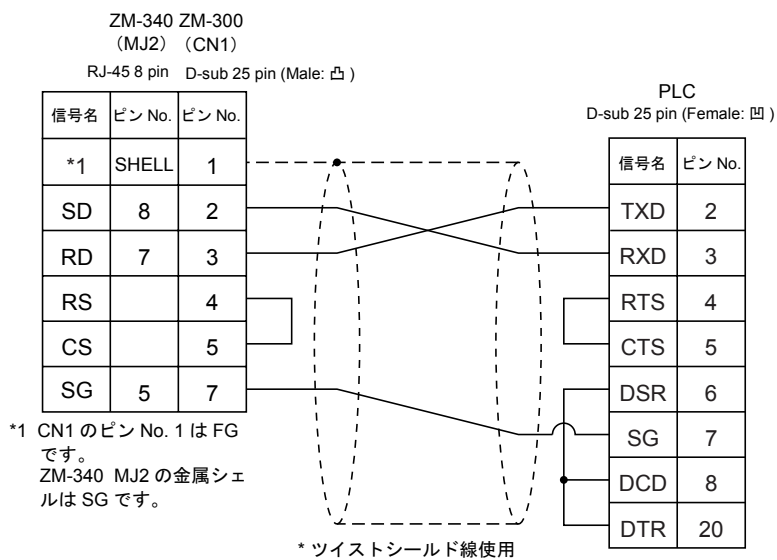 ZM-340 ZM-300
（MJ2）（CN1）
RJ-45 8 pin D-sub 25 pin (Male: 凸 )
信号名 ピン No. ピン No.
*1 SHELL 1
SD 8 2
RD 7 3
RS 4
CS 5
SG 5 7
*1 CN1 のピン No. 1 は FG
です。
ZM-340 MJ2 の金属シェ
ルは SG です。
PLC
D-sub 25 pin (Female: 凹 )
信号名 ピン No.
TXD 2
RXD 3
RTS 4
CTS 5
DSR 6
SG 7
DCD 8
DTR 20
* ツイストシールド線使用